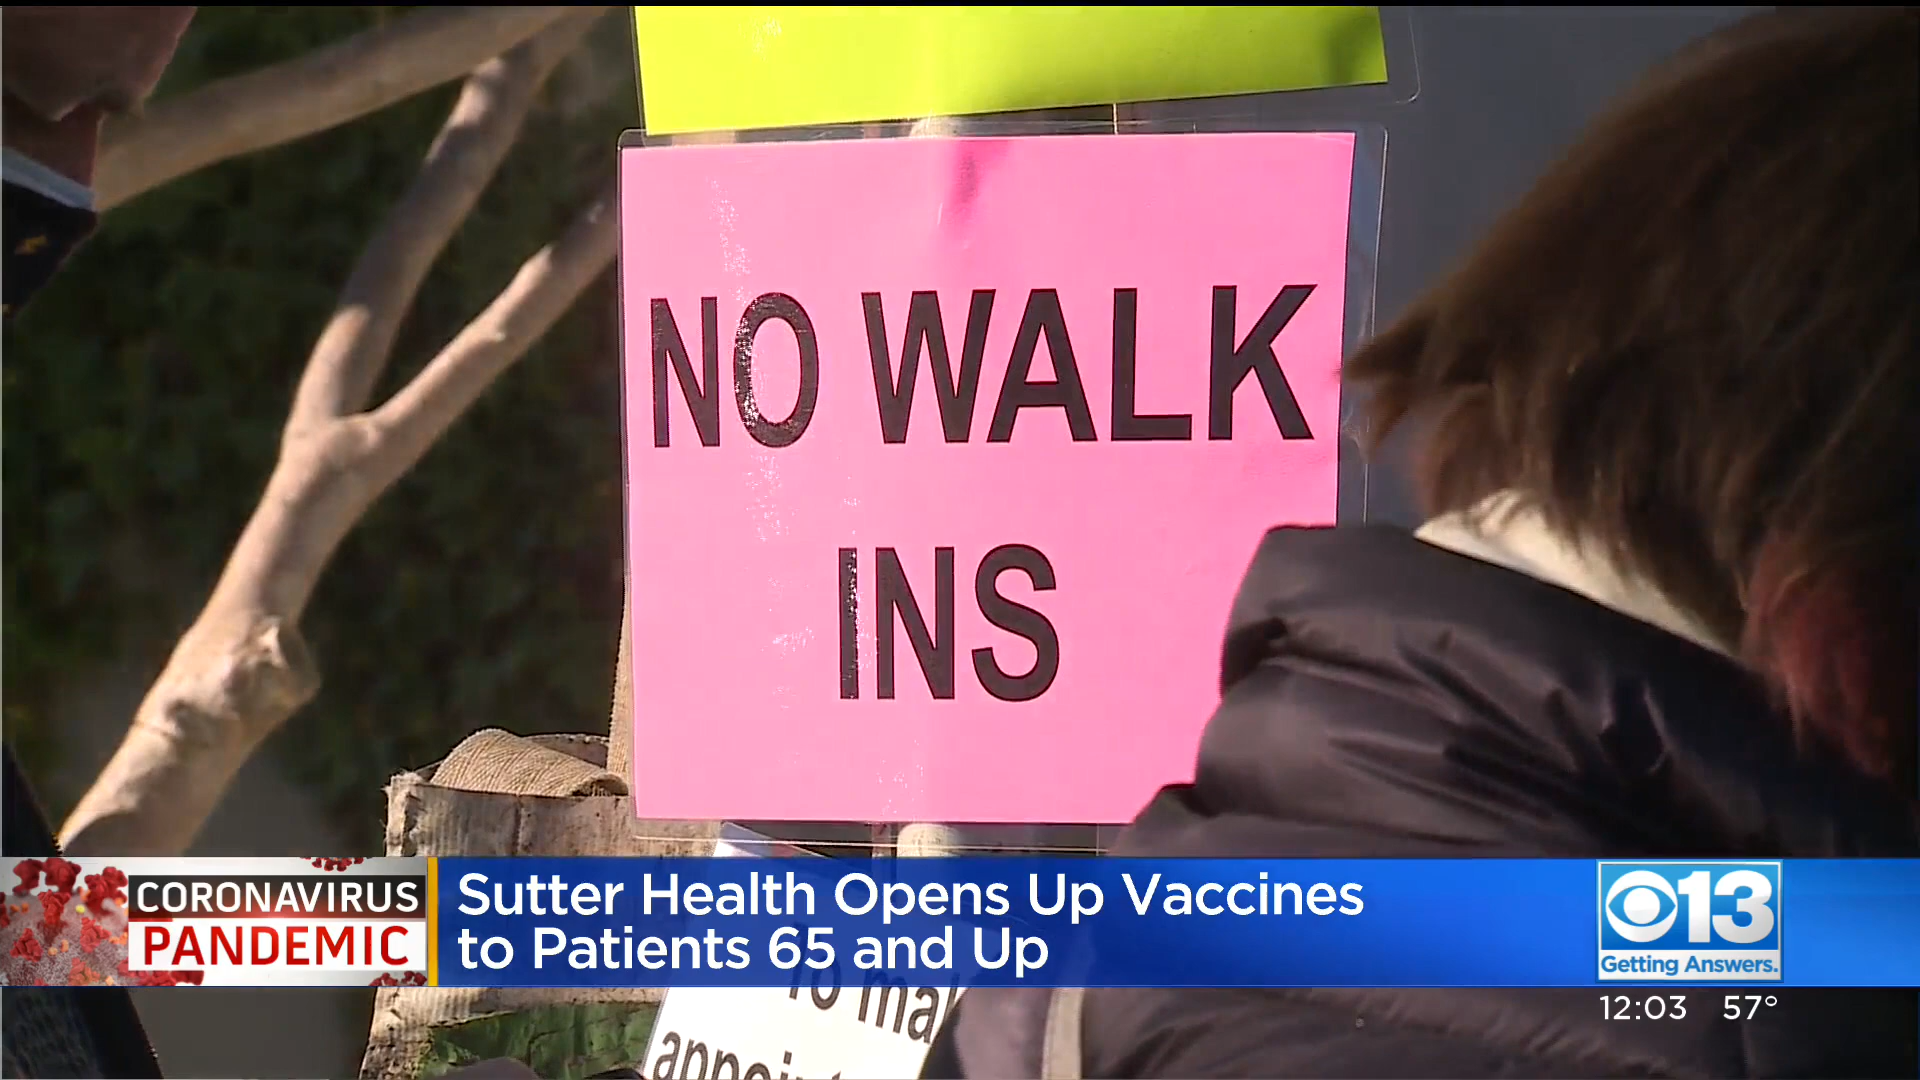 NO WALK
INS
CORONAVIRUS
PANDEMIC
Sutter Health Opens Up Vaccines
to Patients 65 and Up
13
Getting Answers.
12:03 57°
To